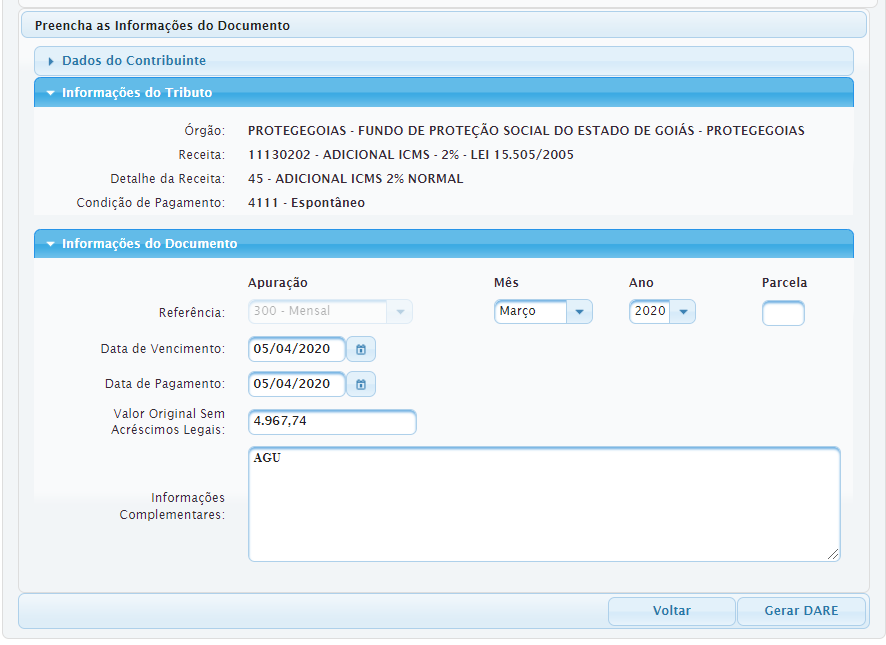 Preencha as Informações do Documento
Dados do Contribuinte
Informações do Tributo
Órgão: PROTEGEGOIAS - FUNDO DE PROTEÇÃO SOCIAL DO ESTADO DE GOIÁS - PROTEGEGOIAS
Receita: 11130202 - ADICIONAL ICMS - 2% - LEI 15.505/2005
Detalhe da Receita: 45 - ADICIONAL ICMS 2% NORMAL
Condição de Pagamento: 4111 - Espontâneo
Informações do Documento
Apuração Mês Ano Parcela
Referência: 300 - Mensal Março 2020
Data de Vencimento: 05/04/2020
Data de Pagamento: 05/04/2020
Valor Original Sem
Acréscimos Legais: 4.967,74
AGU
Informações
Complementares:
Voltar Gerar DARE